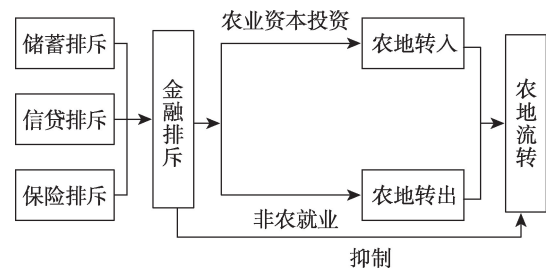 储蓄排斥
信贷排斥
保险排斥
金融排斥
农业资本投资
非农就业
农地转入
农地转出
农地流转
抑制